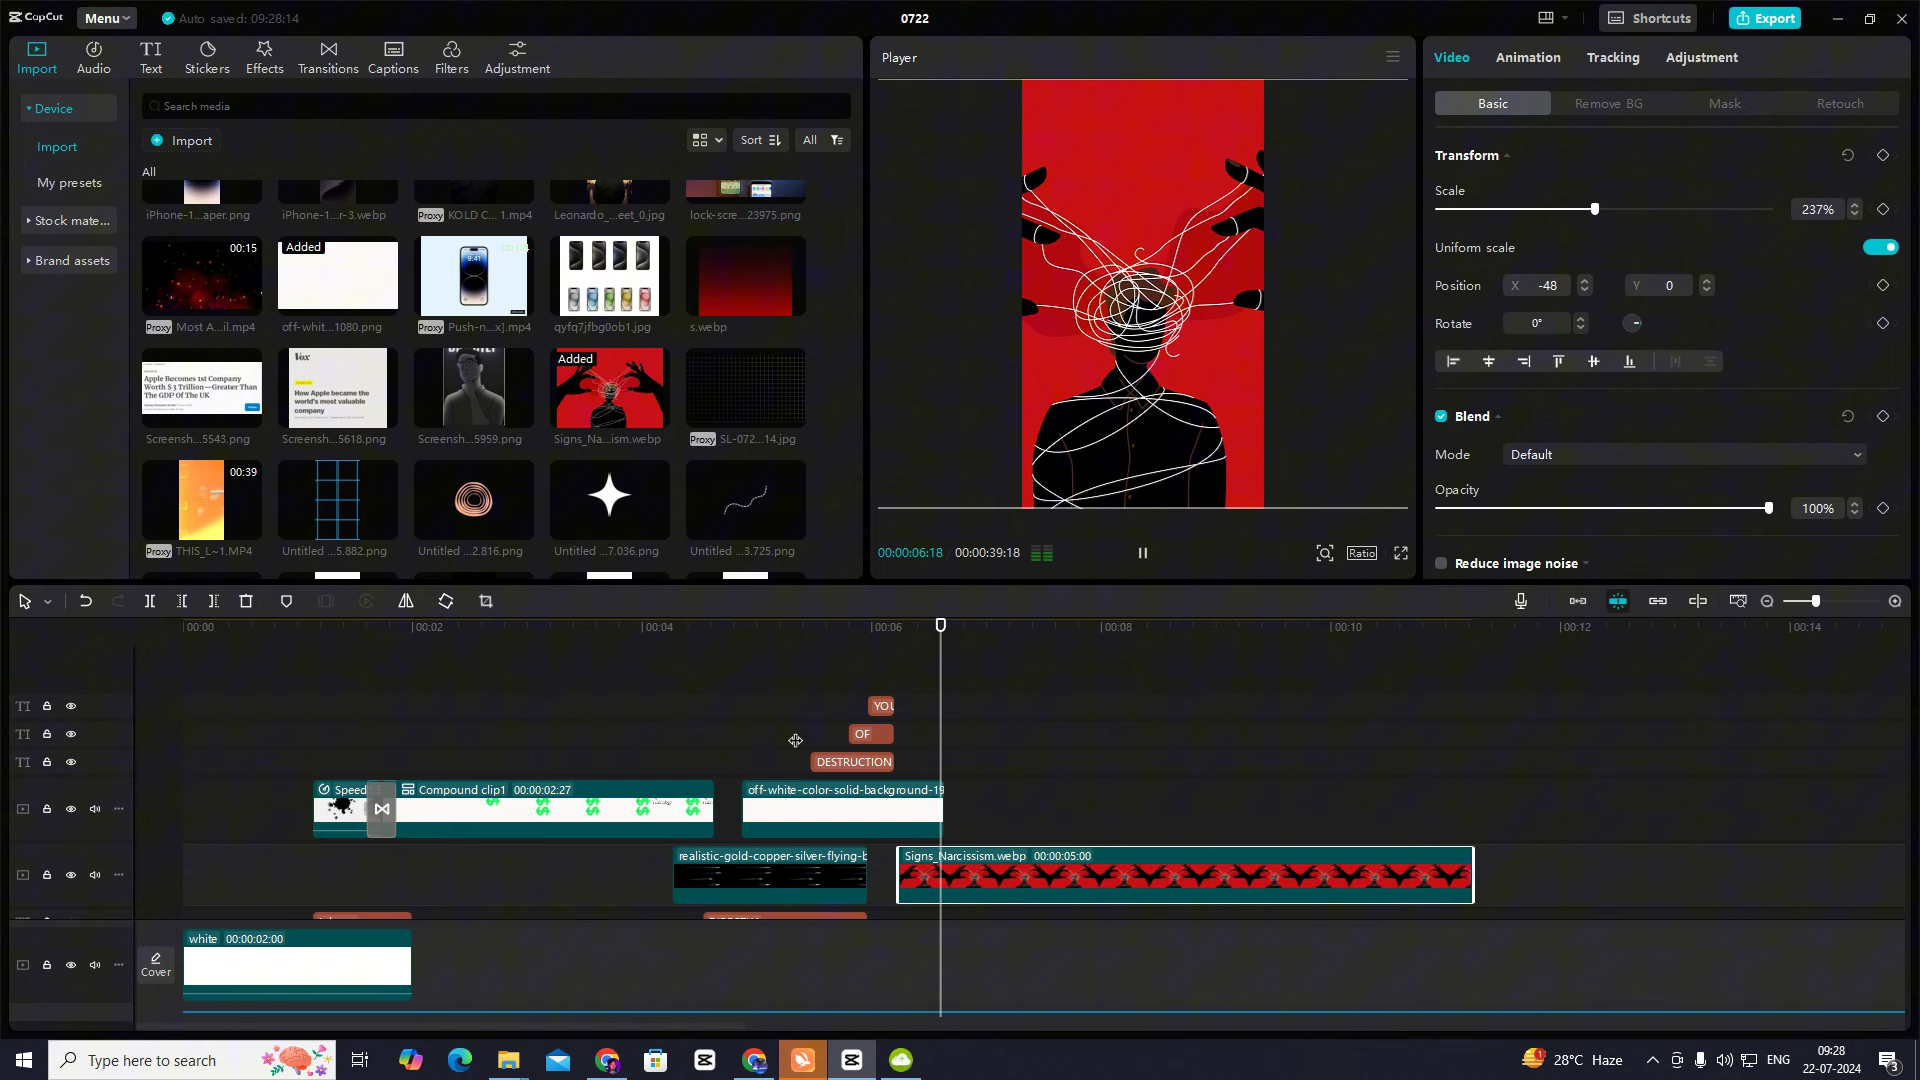 CapCut
Menu
Auto saved: 09:28:14
0722
Shortcuts
Export
Import
Audio
TI
Text
Stickers
Effects
Transitions
Captions
Filters
Adjustment
Player
Video
Animation
Tracking
Adjustment
Device
Import
My presets
Stock mate...
Brand assets
Search media
Import
Sort
All
All
iPhone-1...aper.png
iPhone-1...r-3.webp
Proxy KOLD C... 1.mp4
Leonardo_...eet_0.jpg
lock-scre...23975.png
00:15
Added
9:41
Proxy Most A...il.mp4
off-whit...1080.png
Proxy Push-n...x].mp4
qyfq7jfbg0ob1.jpg
s.webp
Apple Becomes 1st Company
Worth $ 3 Trillion—Greater Than
The GDP Of The UK
Vox
How Apple became the
world's most valuable
company
Added
Screensh...5543.png
Screensh...5618.png
Screensh...5959.png
Signs_Na...ism.webp
Proxy SL-072...14.jpg
00:39
Proxy THIS_L~1.MP4
Untitled ...5.882.png
Untitled ...2.816.png
Untitled ...7.036.png
Untitled ...3.725.png
00:00:06:18
00:00:39:18
Ratio
Basic
Remove BG
Mask
Retouch
Transform
Scale
237%
Uniform scale
Position
X -48
Y 0
Rotate
0°
Blend
Mode
Default
Opacity
100%
Reduce image noise
00:00
00:02
00:04
00:06
00:08
00:10
00:12
00:14
TI
YOU
TI
OF
TI
DESTRUCTION
Speed
Compound clip1 00:00:02:27
off-white-color-solid-background-19
realistic-gold-copper-silver-flying-b
Signs_Narcissism.webp 00:00:05:00
white 00:00:02:00
Cover
Type here to search
28°C Haze
ENG
09:28
22-07-2024
3